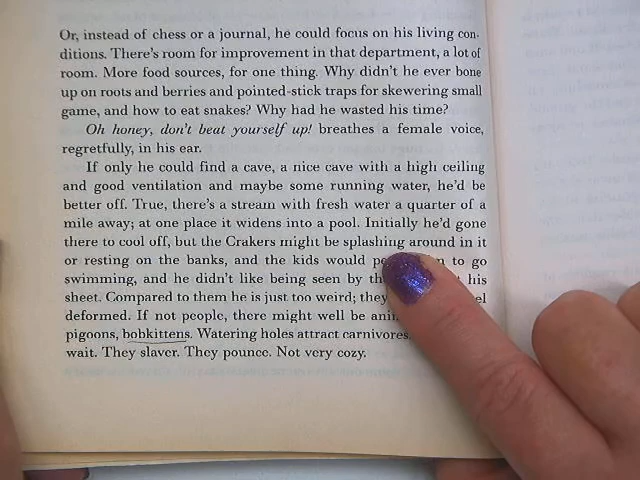 Or, instead of chess or a journal, he could focus on his living con-
ditions. There's room for improvement in that department, a lot of
room. More food sources, for one thing. Why didn't he ever bone
up on roots and berries and pointed-stick traps for skewering small
game, and how to eat snakes? Why had he wasted his time?
Oh honey, don't beat yourself up! breathes a female voice,
regretfully, in his ear.
If only he could find a cave, a nice cave with a high ceiling
and good ventilation and maybe some running water, he'd be
better off. True, there's a stream with fresh water a quarter of a
mile away; at one place it widens into a pool. Initially he'd gone
there to cool off, but the Crakers might be splashing around in it
or resting on the banks, and the kids would to go
swimming, and he didn't like being seen by his
sheet. Compared to them he is just too weird; they
deformed. If not people, there might well be
pigoons, bobkittens. Watering holes attract carnivores.
wait. They slaver. They pounce. Not very cozy.